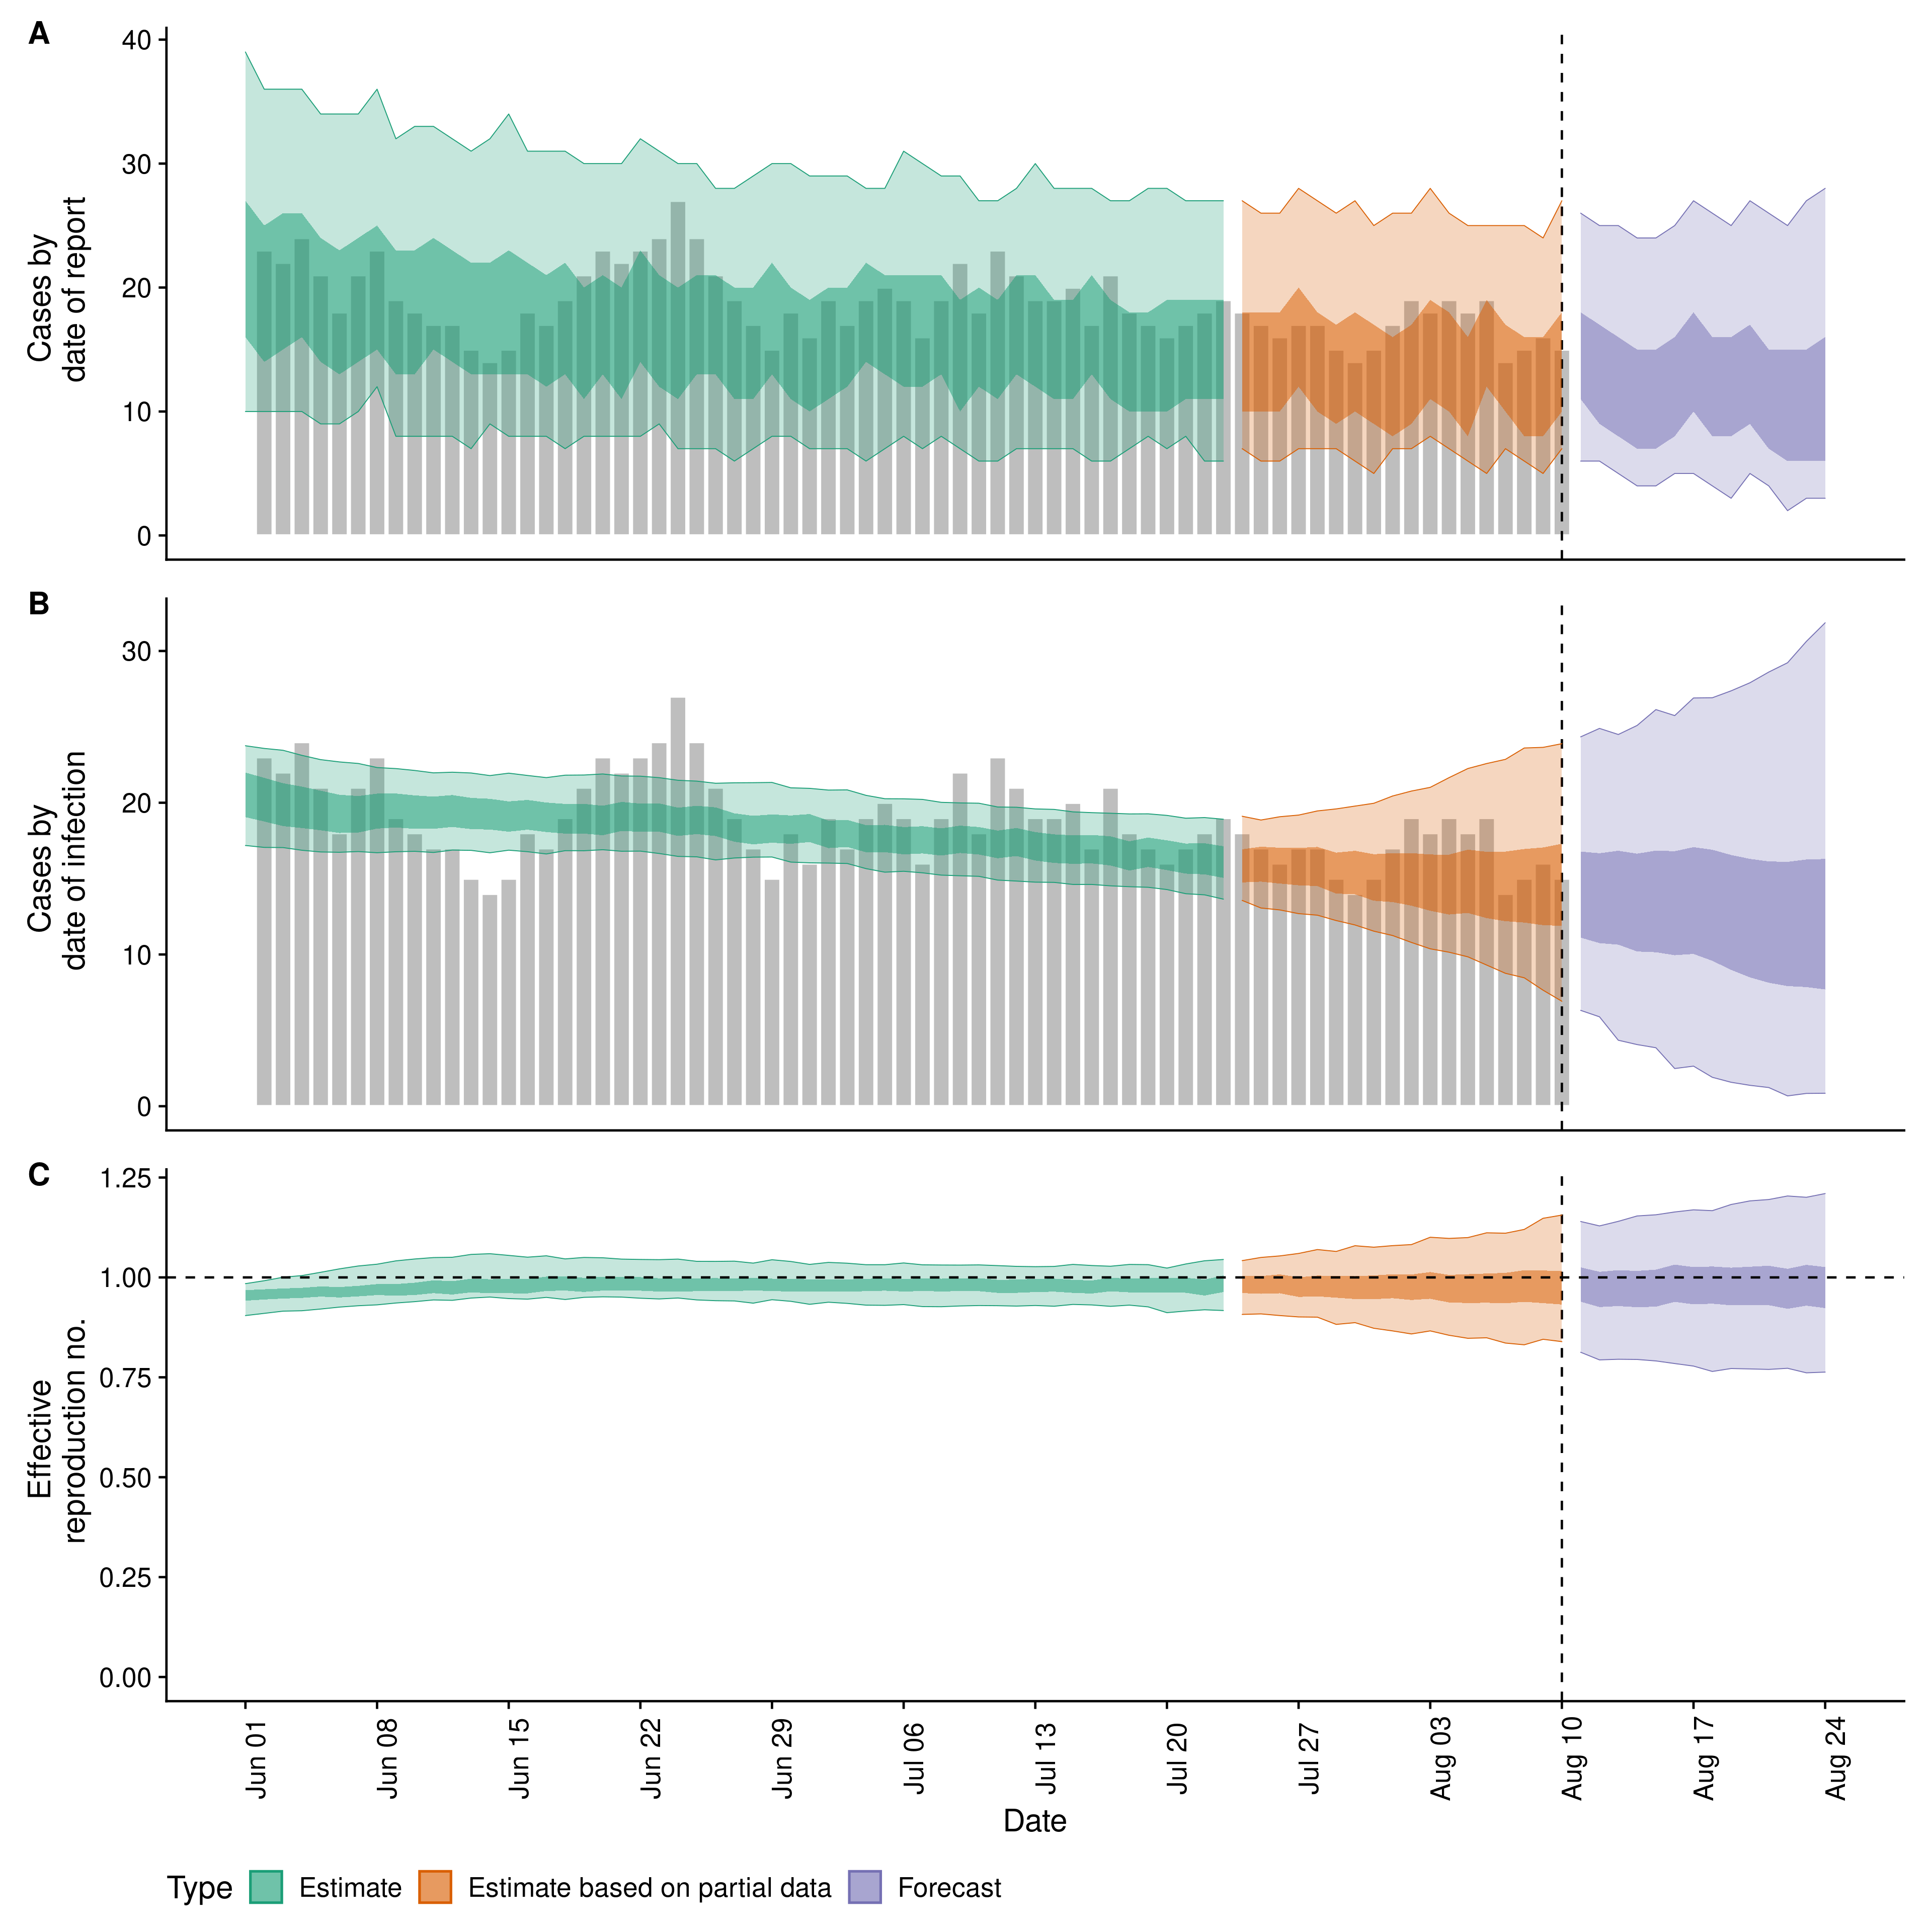 A
Cases by
date of report
40
30
20
10
0
B
Cases by
date of infection
30
20
10
0
C
Effective
reproduction no.
1.25
1.00
0.75
0.50
0.25
0.00
Jun 01
Jun 08
Jun 15
Jun 22
Jun 29
Jul 06
Jul 13
Jul 20
Jul 27
Aug 03
Aug 10
Aug 17
Aug 24
Date
Type Estimate Estimate based on partial data Forecast